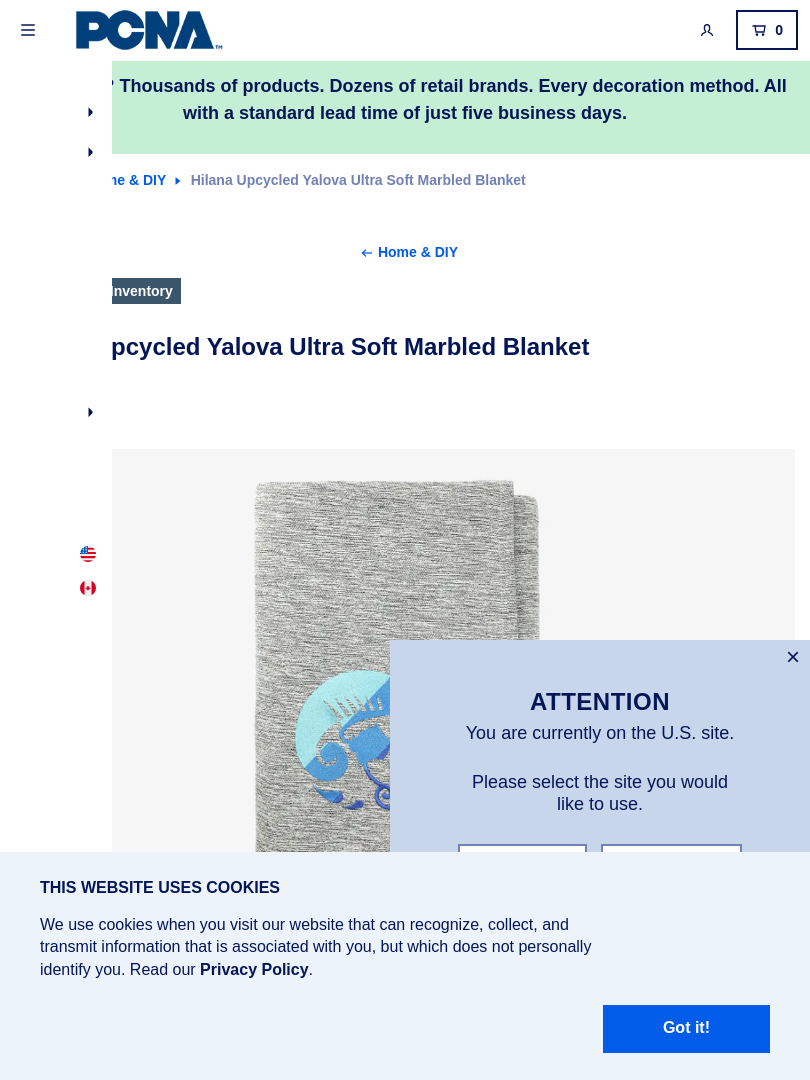 PCNA™
0
Thousands of products. Dozens of retail brands. Every decoration method. All
with a standard lead time of just five business days.
& DIY
Hilana Upcycled Yalova Ultra Soft Marbled Blanket
Home & DIY
Inventory
pcycled Yalova Ultra Soft Marbled Blanket
ATTENTION
You are currently on the U.S. site.
Please select the site you would
like to use.
THIS WEBSITE USES COOKIES
We use cookies when you visit our website that can recognize, collect, and
transmit information that is associated with you, but which does not personally
identify you. Read our Privacy Policy.
Got it!